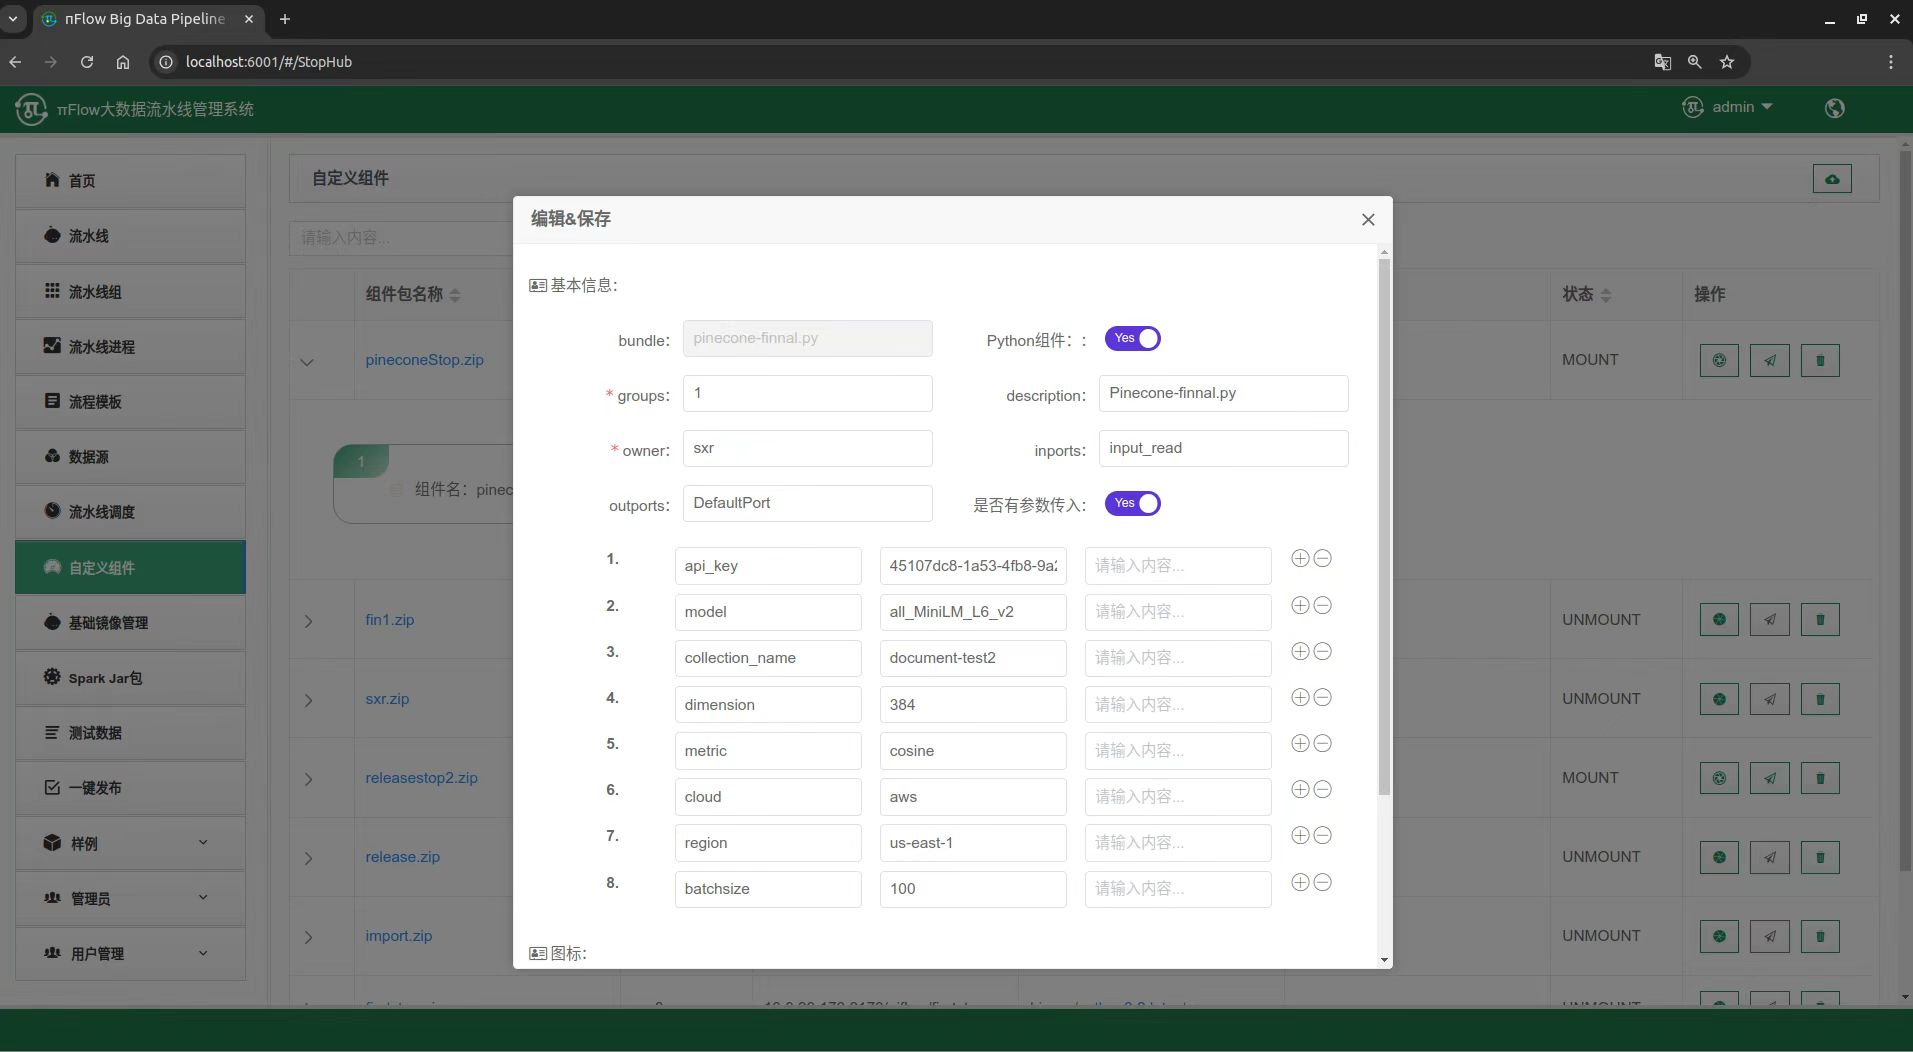 πFlow Big Data Pipeline
localhost:6001/#/StopHub
πFlow大数据流水线管理系统
admin
首页
流水线
流水线组
流水线进程
流程模板
数据源
流水线调度
自定义组件
基础镜像管理
Spark Jar包
测试数据
一键发布
样例
管理员
用户管理
自定义组件
请输入内容...
组件包名称
状态
操作
pineconeStop.zip
MOUNT
1
组件名：pinec
fin1.zip
UNMOUNT
sxr.zip
UNMOUNT
releasestop2.zip
MOUNT
release.zip
UNMOUNT
import.zip
UNMOUNT
编辑&保存
基本信息：
bundle： pinecone-finnal.py
Python组件：： Yes
* groups： 1
description： Pinecone-finnal.py
* owner： sxr
inports： input_read
outports： DefaultPort
是否有参数传入： Yes
1. api_key 45107dc8-1a53-4fb8-9a2 请输入内容...
2. model all_MiniLM_L6_v2 请输入内容...
3. collection_name document-test2 请输入内容...
4. dimension 384 请输入内容...
5. metric cosine 请输入内容...
6. cloud aws 请输入内容...
7. region us-east-1 请输入内容...
8. batchsize 100 请输入内容...
图标：